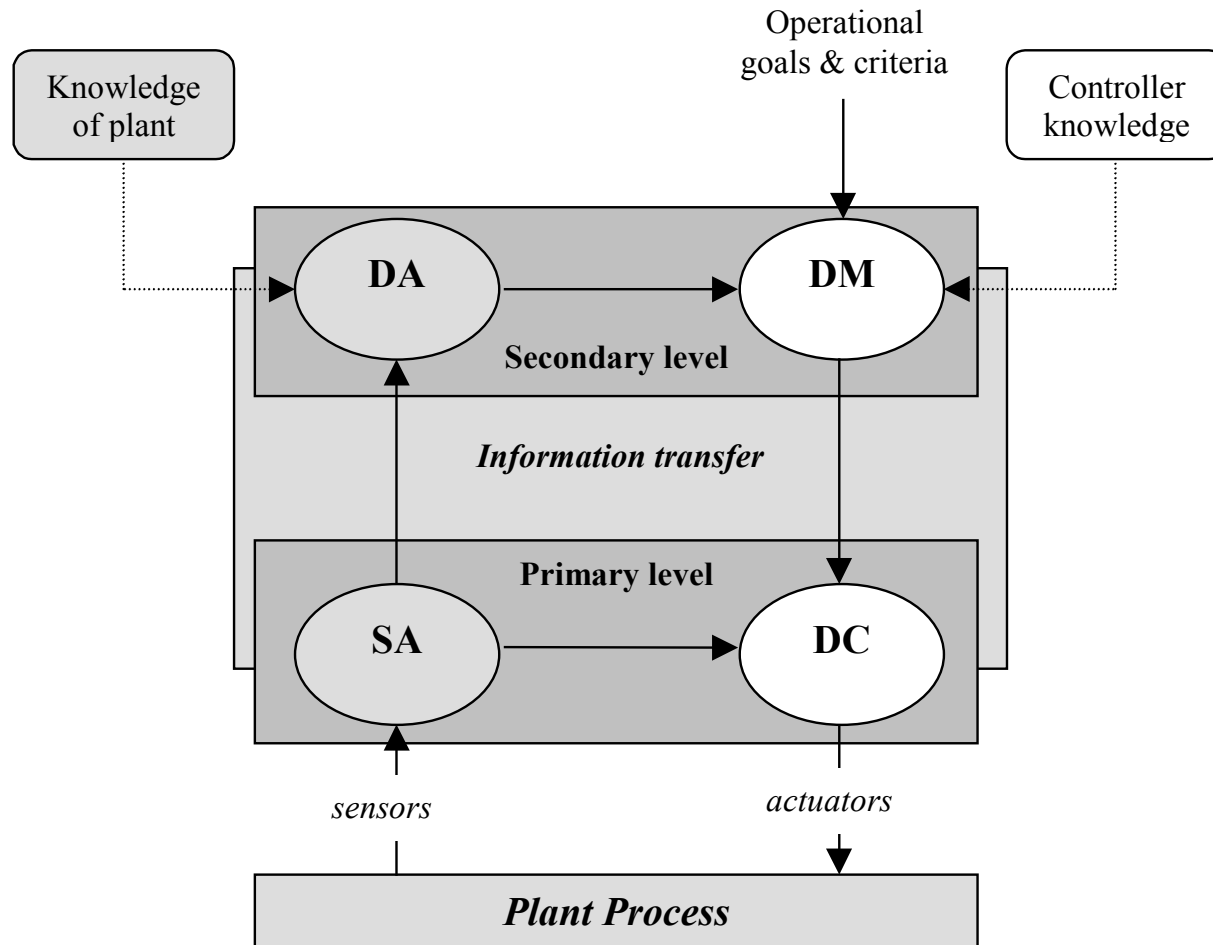 Operational
goals & criteria
Knowledge
of plant
Controller
knowledge
DA
DM
Secondary level
Information transfer
Primary level
SA
DC
sensors
actuators
Plant Process